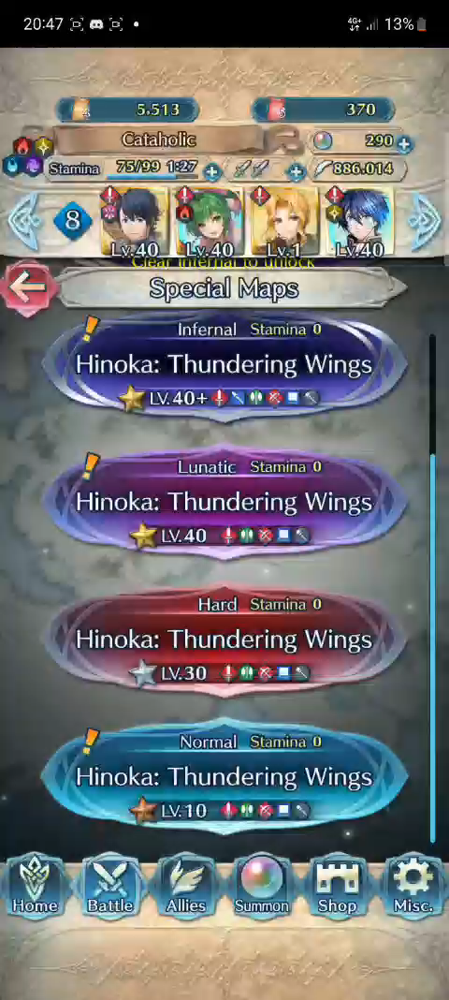 20:47 4G+ 13%
5.513 370
Cataholic 290
Stamina 75/99 1:27 886.014
8 Lv.40 Lv.40 Lv.1 Lv.40
Clear Infernal to unlock
Special Maps
Infernal Stamina 0
Hinoka: Thundering Wings
LV.40+
Lunatic Stamina 0
Hinoka: Thundering Wings
LV.40
Hard Stamina 0
Hinoka: Thundering Wings
LV.30
Normal Stamina 0
Hinoka: Thundering Wings
LV.10
Home Battle Allies Summon Shop Misc.